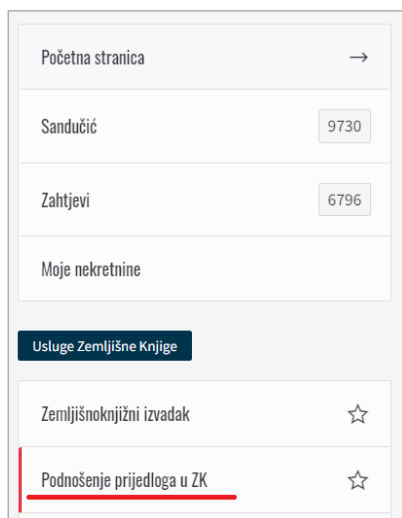 Početna stranica
Sandučić 9730
Zahtjevi 6796
Moje nekretnine
Usluge Zemljišne Knjige
Zemljišnoknjižni izvadak
Podnošenje prijedloga u ZK